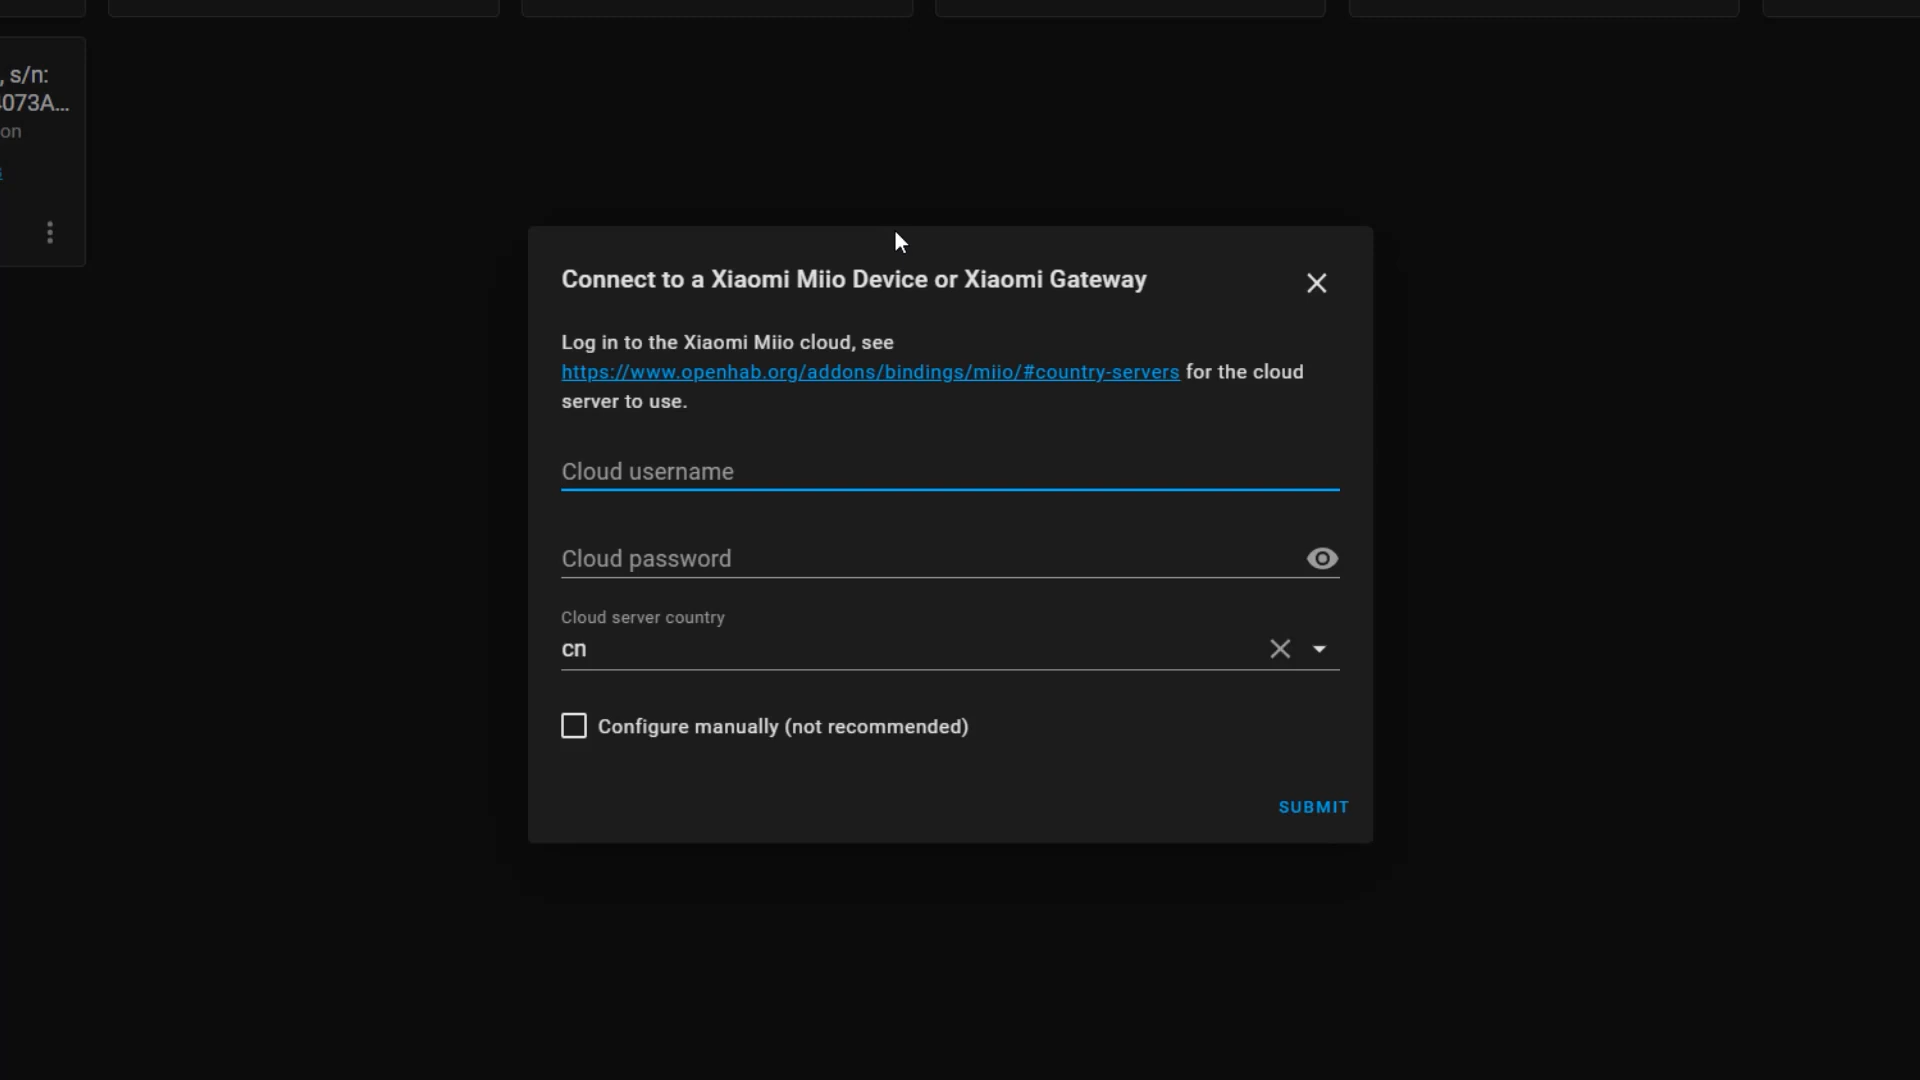 , s/n:
073A...
on
Connect to a Xiaomi Miio Device or Xiaomi Gateway
Log in to the Xiaomi Miio cloud, see
https://www.openhab.org/addons/bindings/miio/#country-servers for the cloud
server to use.
Cloud username
Cloud password
Cloud server country
cn
Configure manually (not recommended)
SUBMIT